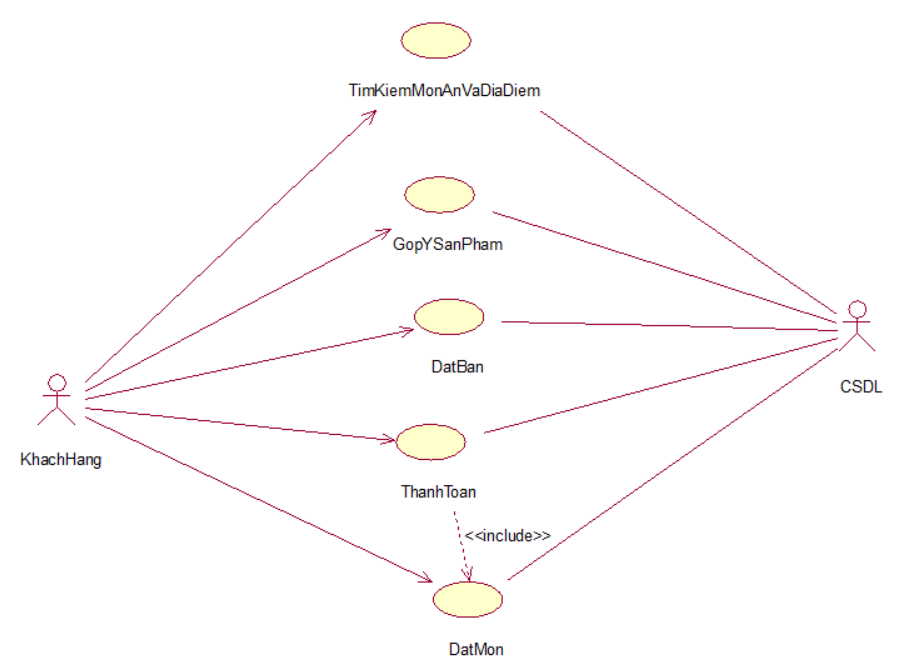 TimKiemMonAnVaDiaDiem
GopYSanPham
DatBan
CSDL
KhachHang
ThanhToan
<<include>>
DatMon